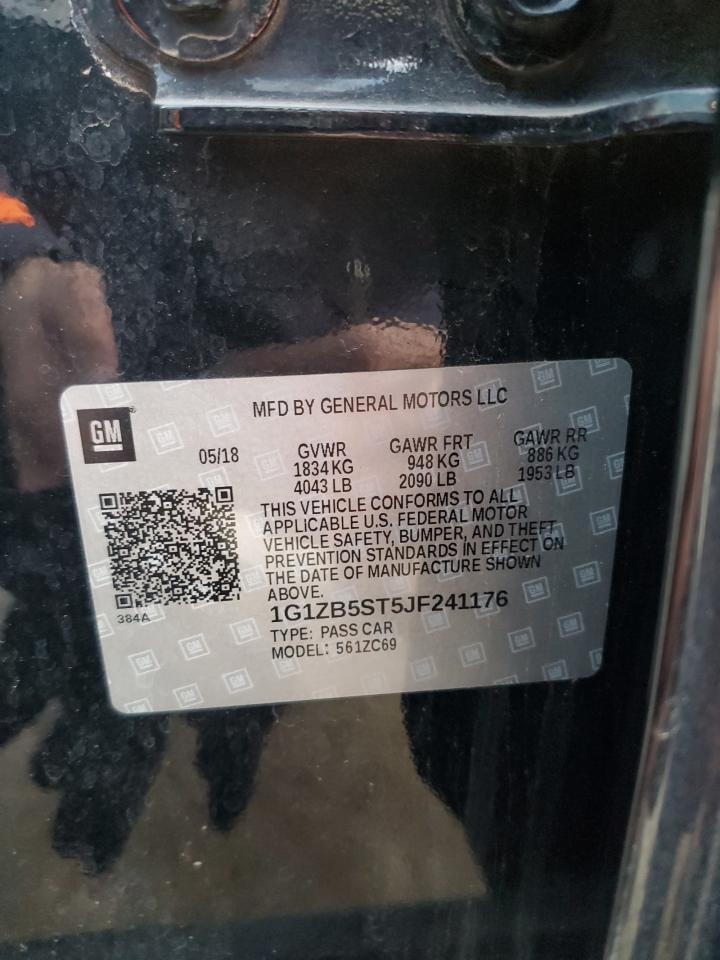 MFD BY GENERAL MOTORS LLC
GM
05/18
GVWR
1834 KG
4043 LB
GAWR FRT
948 KG
2090 LB
GAWR RR
886 KG
1953 LB
THIS VEHICLE CONFORMS TO ALL
APPLICABLE U.S. FEDERAL MOTOR
VEHICLE SAFETY, BUMPER, AND THEFT
PREVENTION STANDARDS IN EFFECT ON
THE DATE OF MANUFACTURE SHOWN
ABOVE.
384A
1G1ZB5ST5JF241176
TYPE: PASS CAR
MODEL: 561ZC69